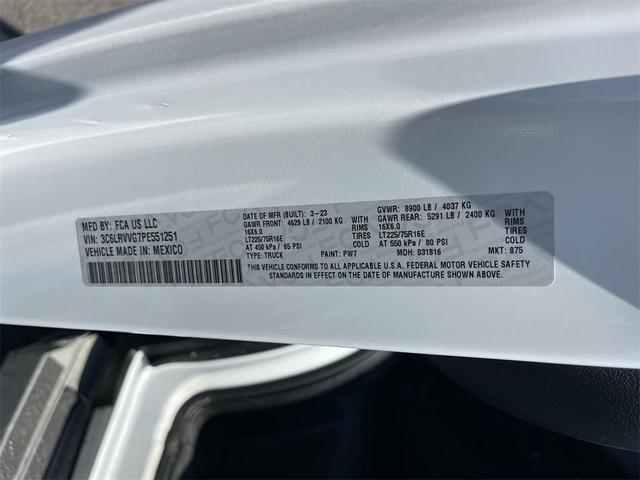 MFD BY: FCA US LLC
VIN: 3C6LRVVG7PE551251
VEHICLE MADE IN: MEXICO
DATE OF MFR (BUILT): 3-23
GAWR FRONT: 4629 LB / 2100 KG
16X6.0 RIMS
LT225/75R16E TIRES
AT 450 kPa / 65 PSI
TYPE: TRUCK PAINT: PW7
GVWR: 8900 LB / 4037 KG
GAWR REAR: 5291 LB / 2400 KG
16X6.0 RIMS
LT225/75R16E TIRES
AT 550 kPa / 80 PSI
MDH: 031816 MKT: 875
THIS VEHICLE CONFORMS TO ALL APPLICABLE U.S.A. FEDERAL MOTOR VEHICLE SAFETY
STANDARDS IN EFFECT ON THE DATE OF MANUFACTURE SHOWN ABOVE